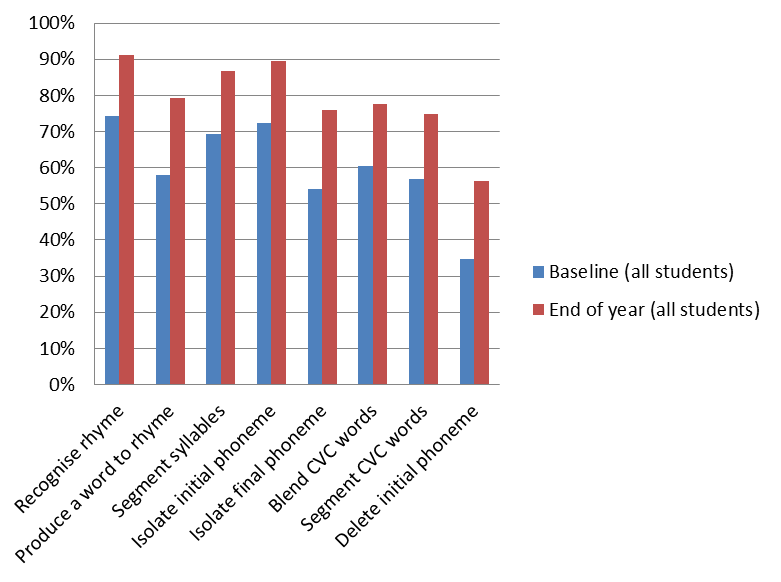 100%
90%
80%
70%
60%
50%
40%
30%
20%
10%
0%
Recognise rhyme
Produce a word to rhyme
Segment syllables
Isolate initial phoneme
Isolate final phoneme
Blend CVC words
Segment CVC words
Delete initial phoneme
Baseline (all students)
End of year (all students)